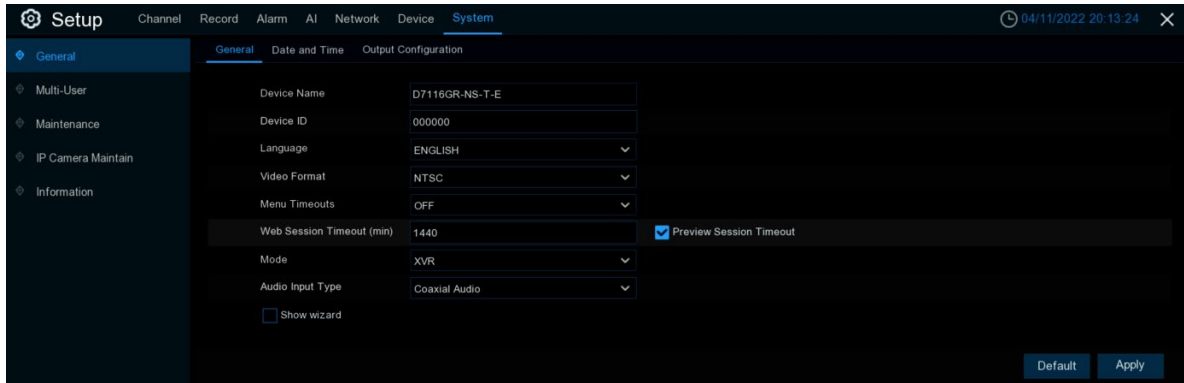 Setup Channel Record Alarm AI Network Device System 04/11/2022 20:13:24
General
Multi-User
Maintenance
IP Camera Maintain
Information
General Date and Time Output Configuration
Device Name D7116GR-NS-T-E
Device ID 000000
Language ENGLISH
Video Format NTSC
Menu Timeouts OFF
Web Session Timeout (min) 1440 Preview Session Timeout
Mode XVR
Audio Input Type Coaxial Audio
Show wizard
Default Apply